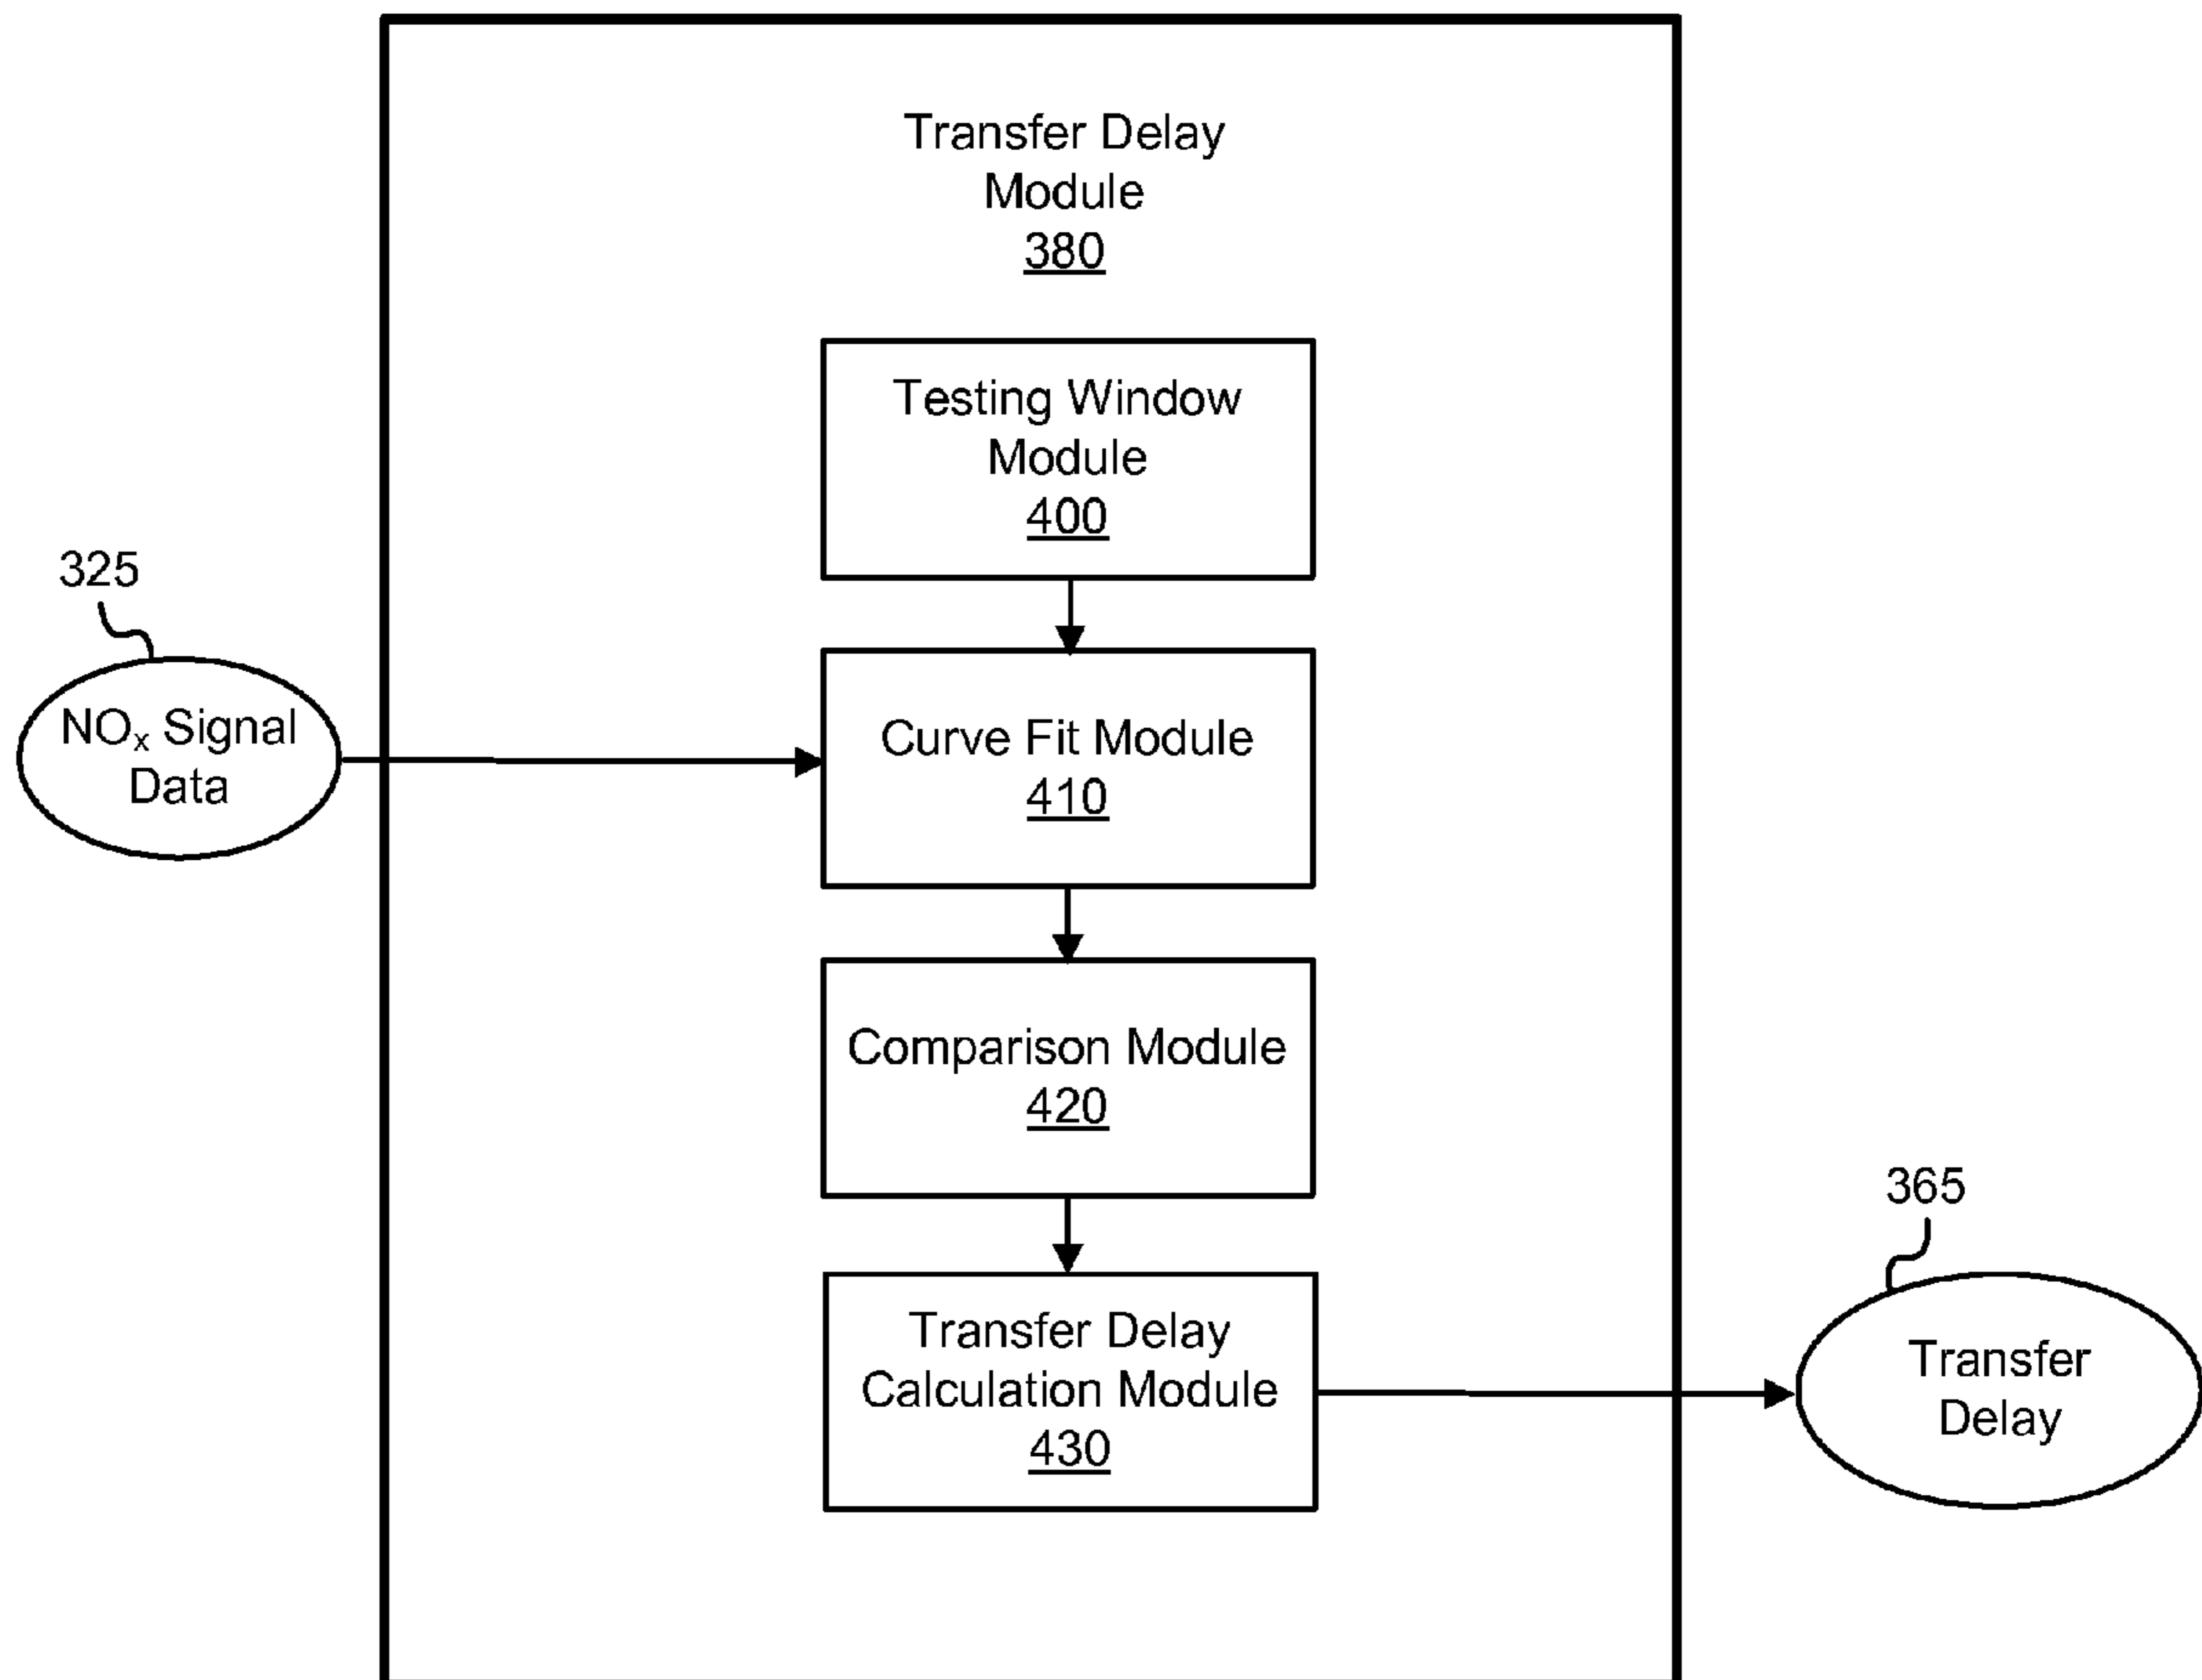 Transfer Delay
Module
380
Testing Window
Module
400
325
NOₓ Signal
Data
Curve Fit Module
410
Comparison Module
420
365
Transfer Delay
Calculation Module
430
Transfer
Delay